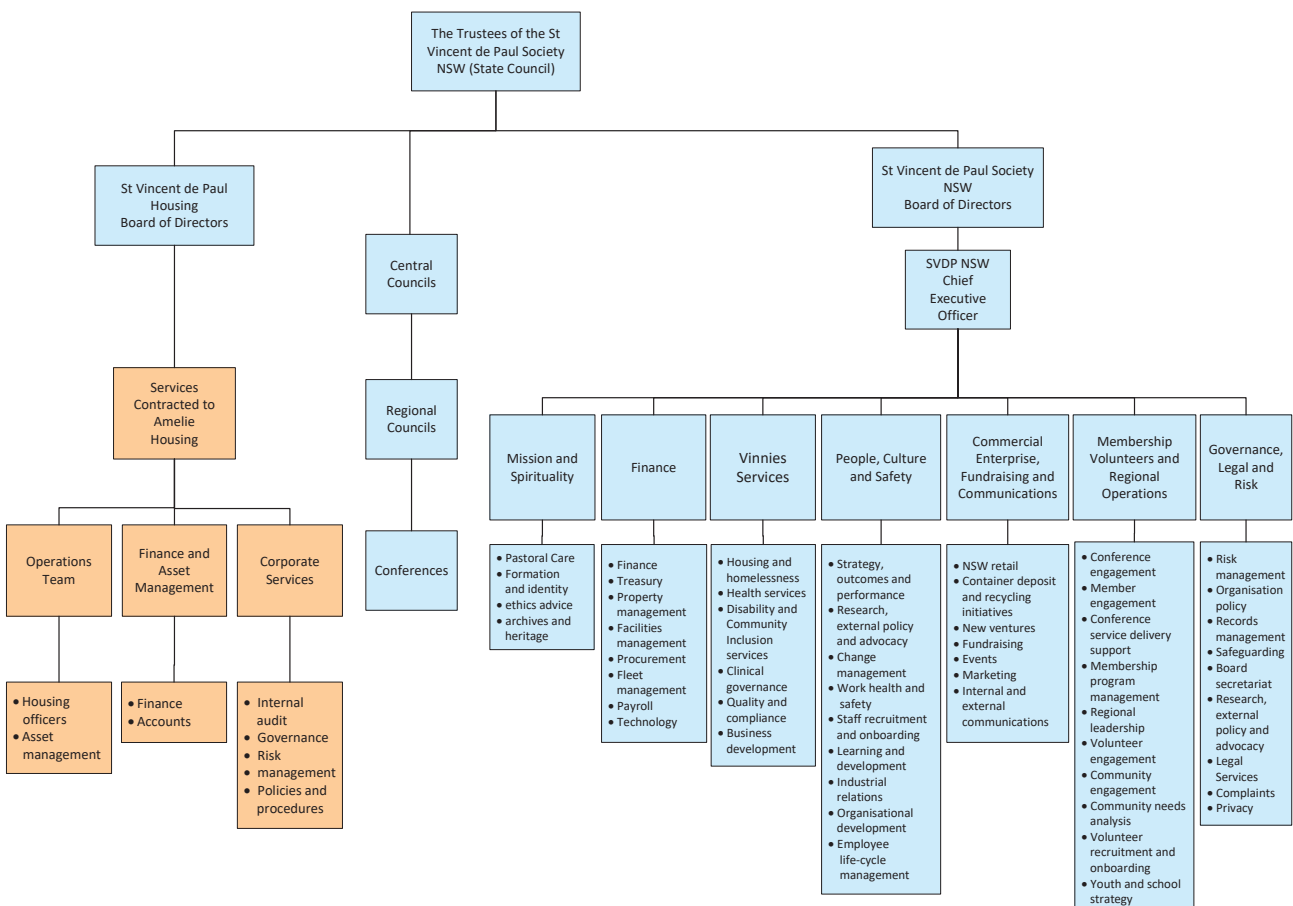 The Trustees of the St
Vincent de Paul Society
NSW (State Council)
St Vincent de Paul
Housing
Board of Directors
St Vincent de Paul Society
NSW
Board of Directors
Central
Councils
SVDP NSW
Chief
Executive
Officer
Services
Contracted to
Amelie
Housing
Regional
Councils
Conferences
Operations
Team
Finance and
Asset
Management
Corporate
Services
• Housing
officers
• Asset
management
• Finance
• Accounts
• Internal
audit
• Governance
• Risk
• management
• Policies and
procedures
Mission and
Spirituality
Finance
Vinnies
Services
People, Culture
and Safety
Commercial
Enterprise,
Fundraising and
Communications
Membership
Volunteers and
Regional
Operations
Governance,
Legal and
Risk
• Pastoral Care
• Formation
and identity
• ethics advice
• archives and
heritage
• Finance
• Treasury
• Property
management
• Facilities
management
• Procurement
• Fleet
management
• Payroll
• Technology
• Housing and
homelessness
• Health services
• Disability and
Community
Inclusion
services
• Clinical
governance
• Quality and
compliance
• Business
development
• Strategy,
outcomes and
performance
• Research,
external policy
and advocacy
• Change
management
• Work health and
safety
• Staff recruitment
and onboarding
• Learning and
development
• Industrial
relations
• Organisational
development
• Employee
life-cycle
management
• NSW retail
• Container deposit
and recycling
initiatives
• New ventures
• Fundraising
• Events
• Marketing
• Internal and
external
communications
• Conference
engagement
• Member
engagement
• Conference
service delivery
support
• Membership
program
management
• Regional
leadership
• Volunteer
engagement
• Community
engagement
• Community needs
analysis
• Volunteer
recruitment and
onboarding
• Youth and school
strategy
• Risk
management
• Organisation
policy
• Records
management
• Safeguarding
• Board
secretariat
• Research,
external
policy and
advocacy
• Legal
Services
• Complaints
• Privacy